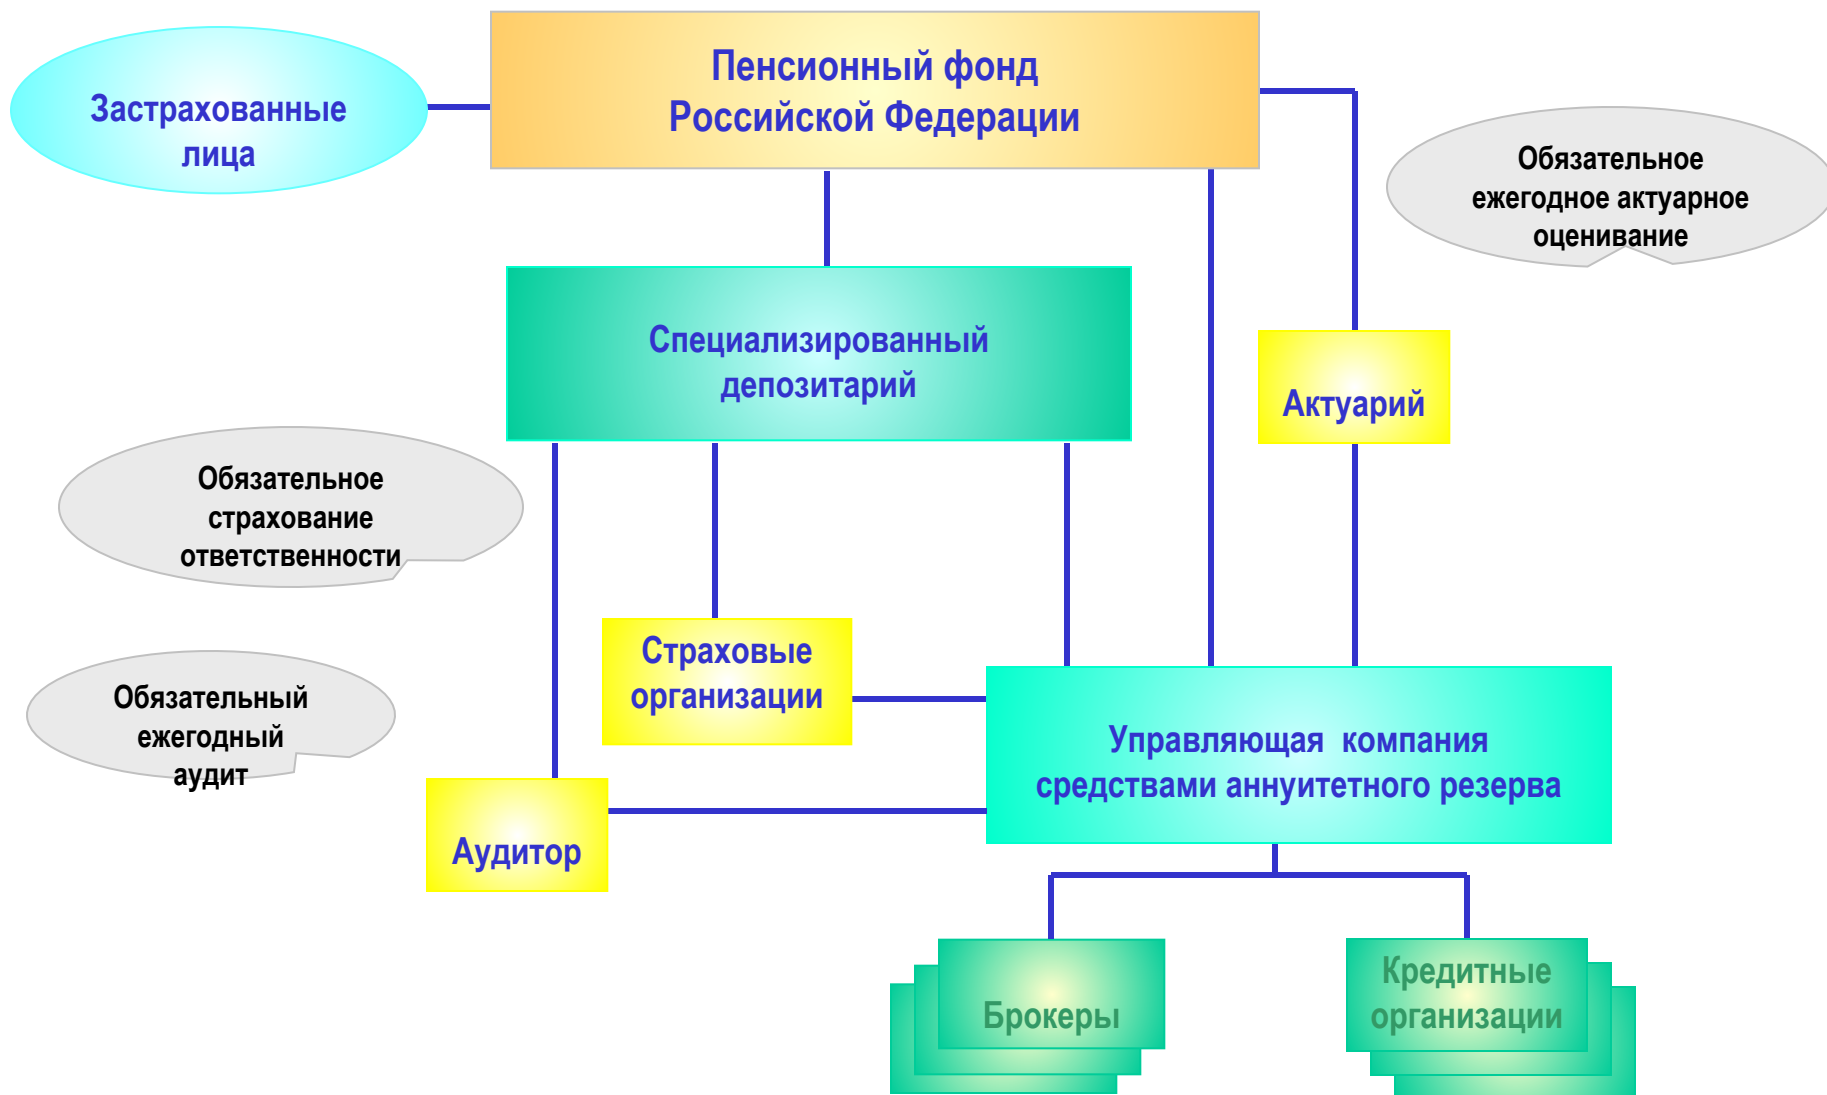 Пенсионный фонд
Российской Федерации
Застрахованные
лица
Обязательное
ежегодное актуарное
оценивание
Специализированный
депозитарий
Актуарий
Обязательное
страхование
ответственности
Страховые
организации
Обязательный
ежегодный
аудит
Управляющая  компания
средствами аннуитетного резерва
Аудитор
Брокеры
Кредитные
организации